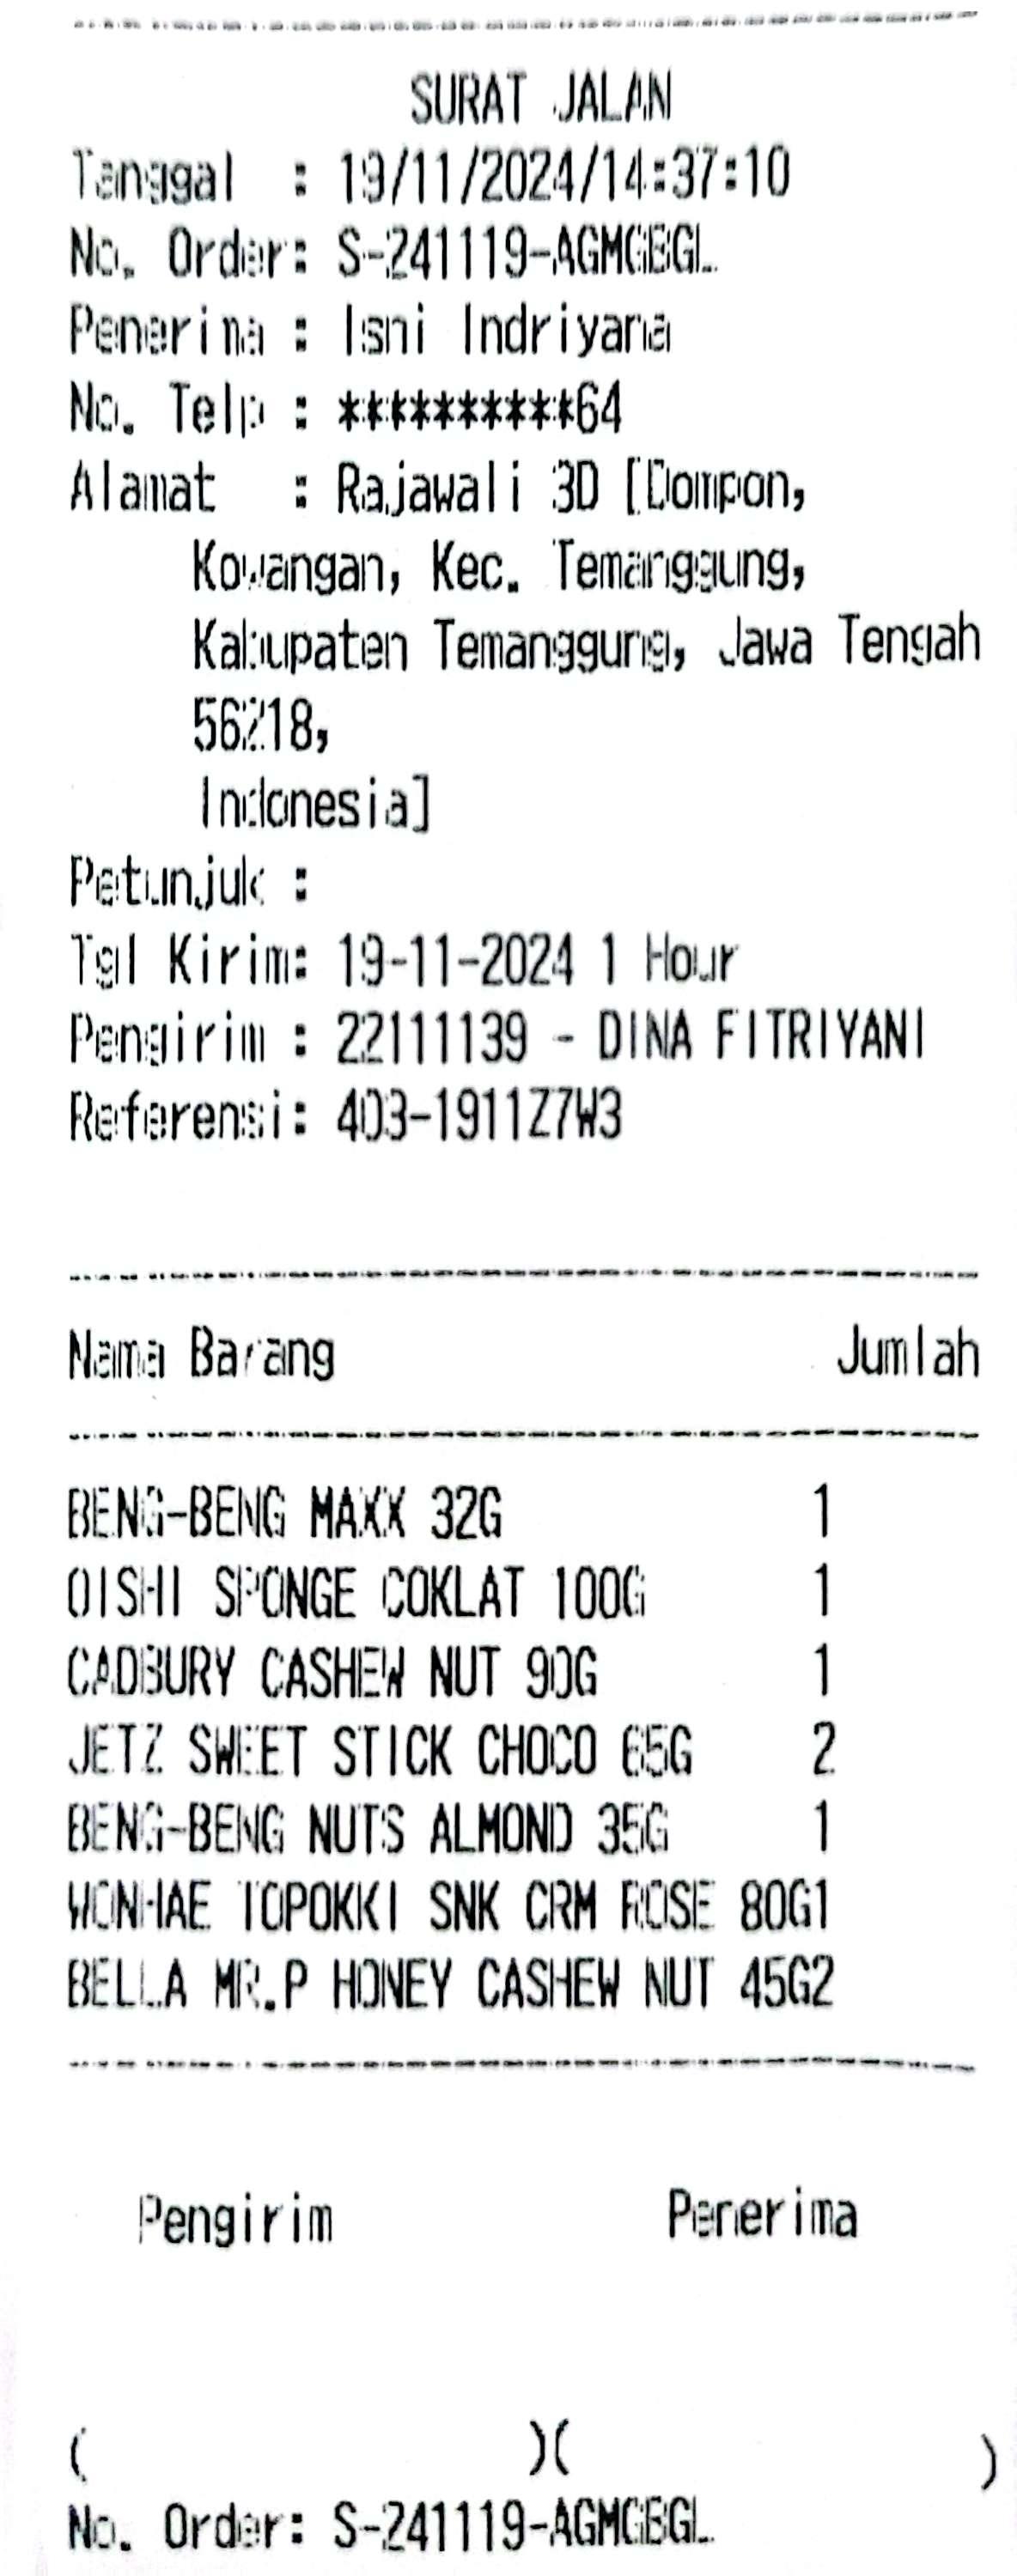 SURAT JALAN
Tanggal : 19/11/2024/14:37:10
No. Order: S-241119-AGMGBGL
Penerima : Isni Indriyana
No. Telp : **********64
Alamat : Rajawali 3D [Dompon,
Kowangan, Kec. Temanggung,
Kabupaten Temanggung, Jawa Tengah
56218,
Indonesia]
Petunjuk :
Tgl Kirim: 19-11-2024 1 Hour
Pengirim : 22111139 - DINA FITRIYANI
Referensi: 403-1911Z7W3
Nama Barang Jumlah
BENG-BENG MAXX 32G 1
OISHI SPONGE COKLAT 100G 1
CADBURY CASHEW NUT 90G 1
JETZ SWEET STICK CHOCO 65G 2
BENG-BENG NUTS ALMOND 35G 1
WONHAE TOPOKKI SNK CRM ROSE 80G1
BELLA MR.P HONEY CASHEW NUT 45G2
Pengirim Penerima
( )( )
No. Order: S-241119-AGMGBGL